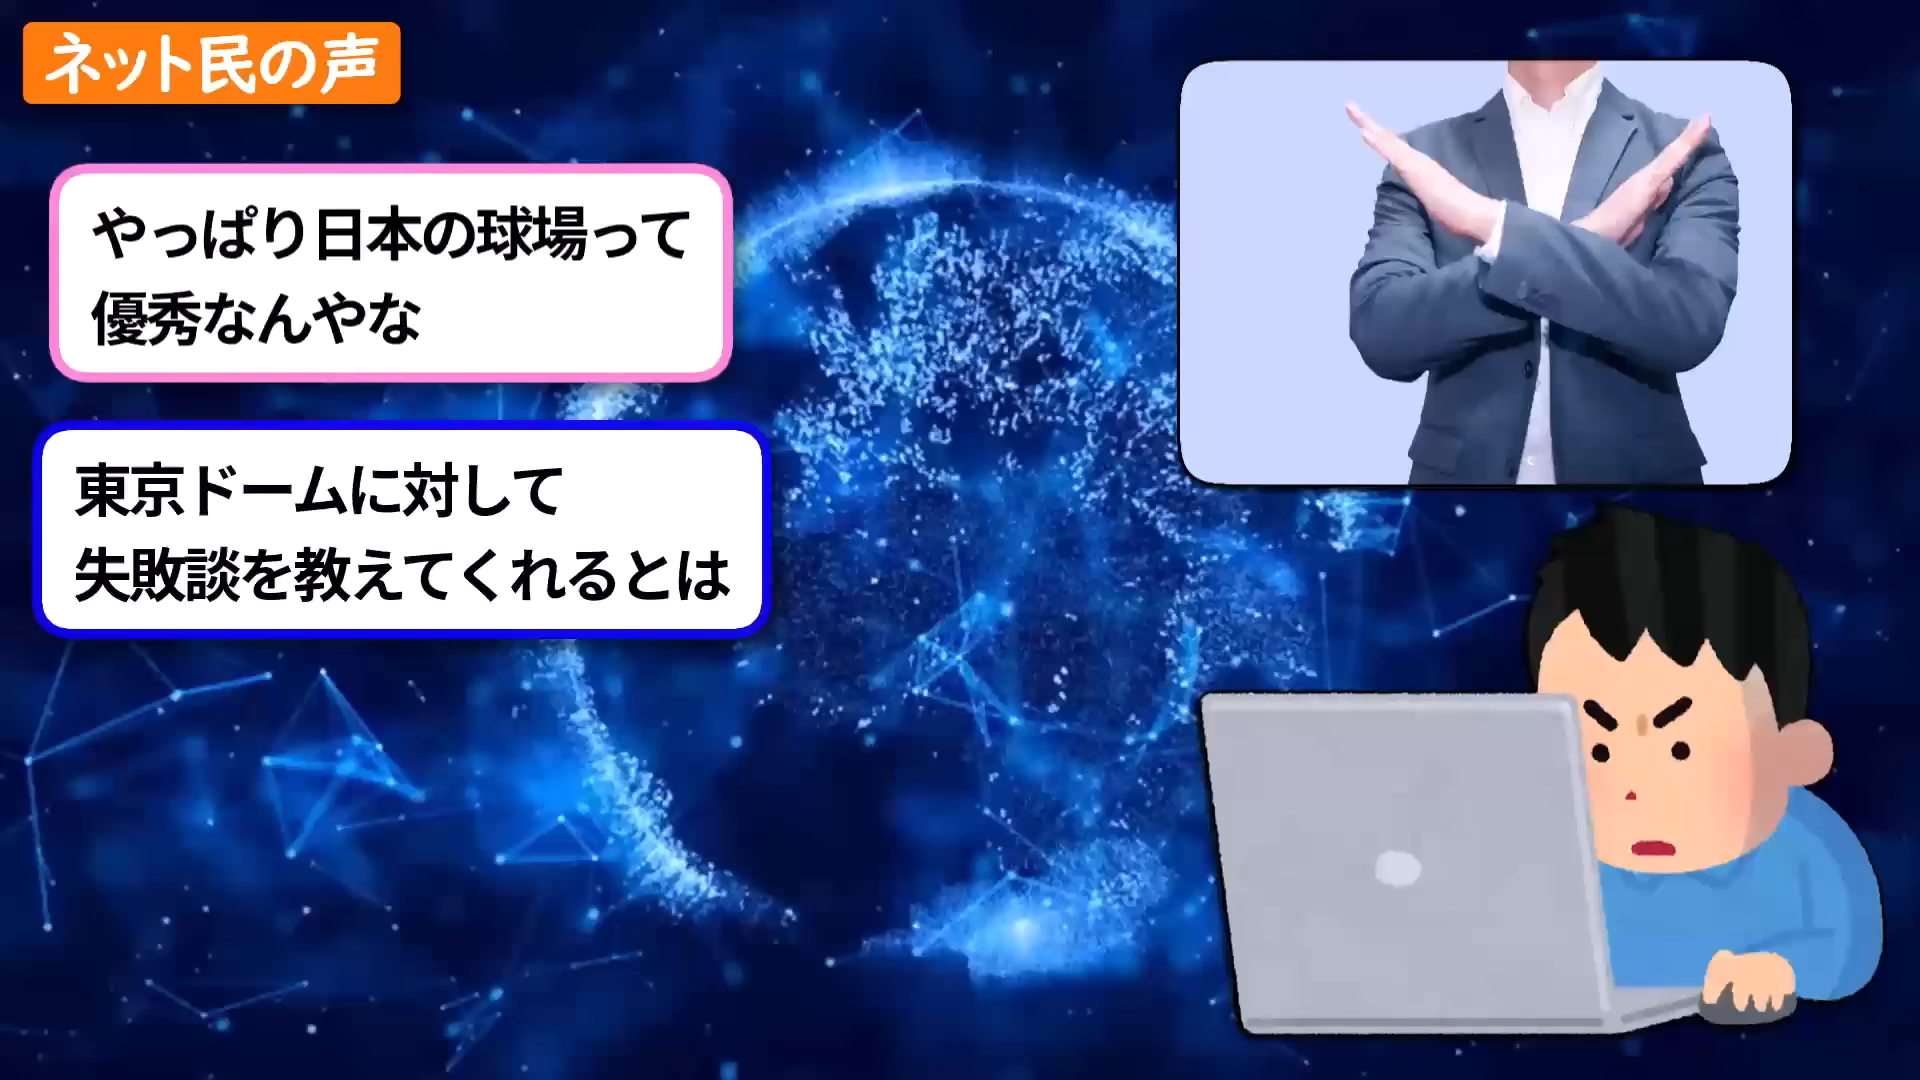 ネット民の声
やっぱり日本の球場って
優秀なんやな
東京ドームに対して
失敗談を教えてくれるとは